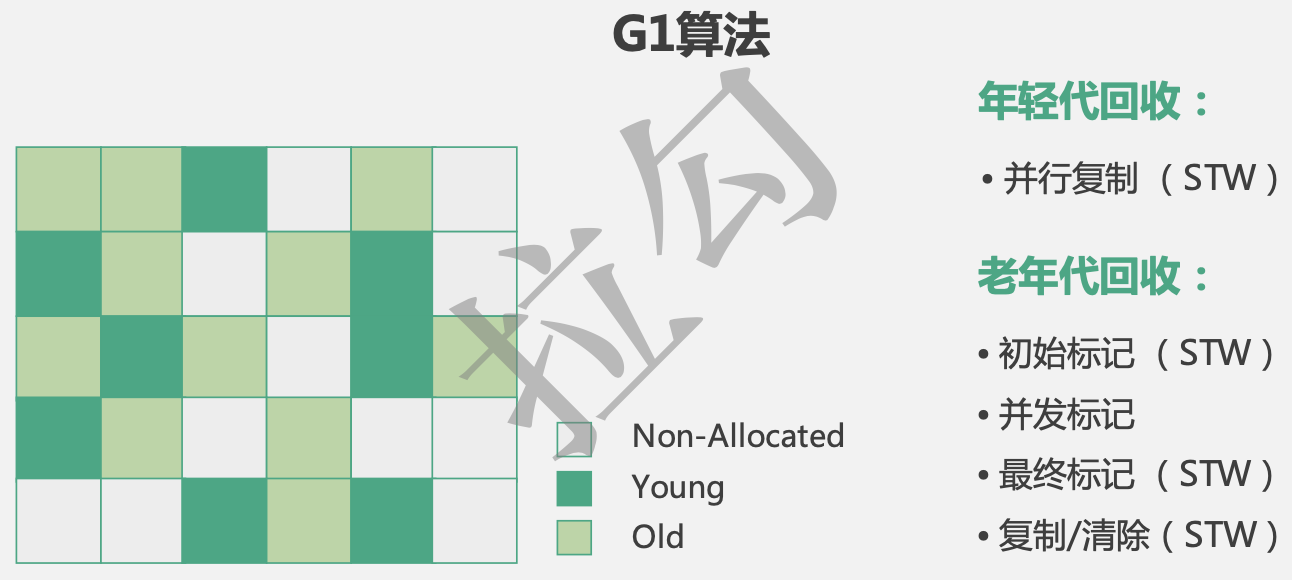 G1算法
拉勾
年轻代回收：
• 并行复制 （STW）
老年代回收：
• 初始标记 （STW）
• 并发标记
• 最终标记 （STW）
• 复制/清除（STW）
Non-Allocated
Young
Old